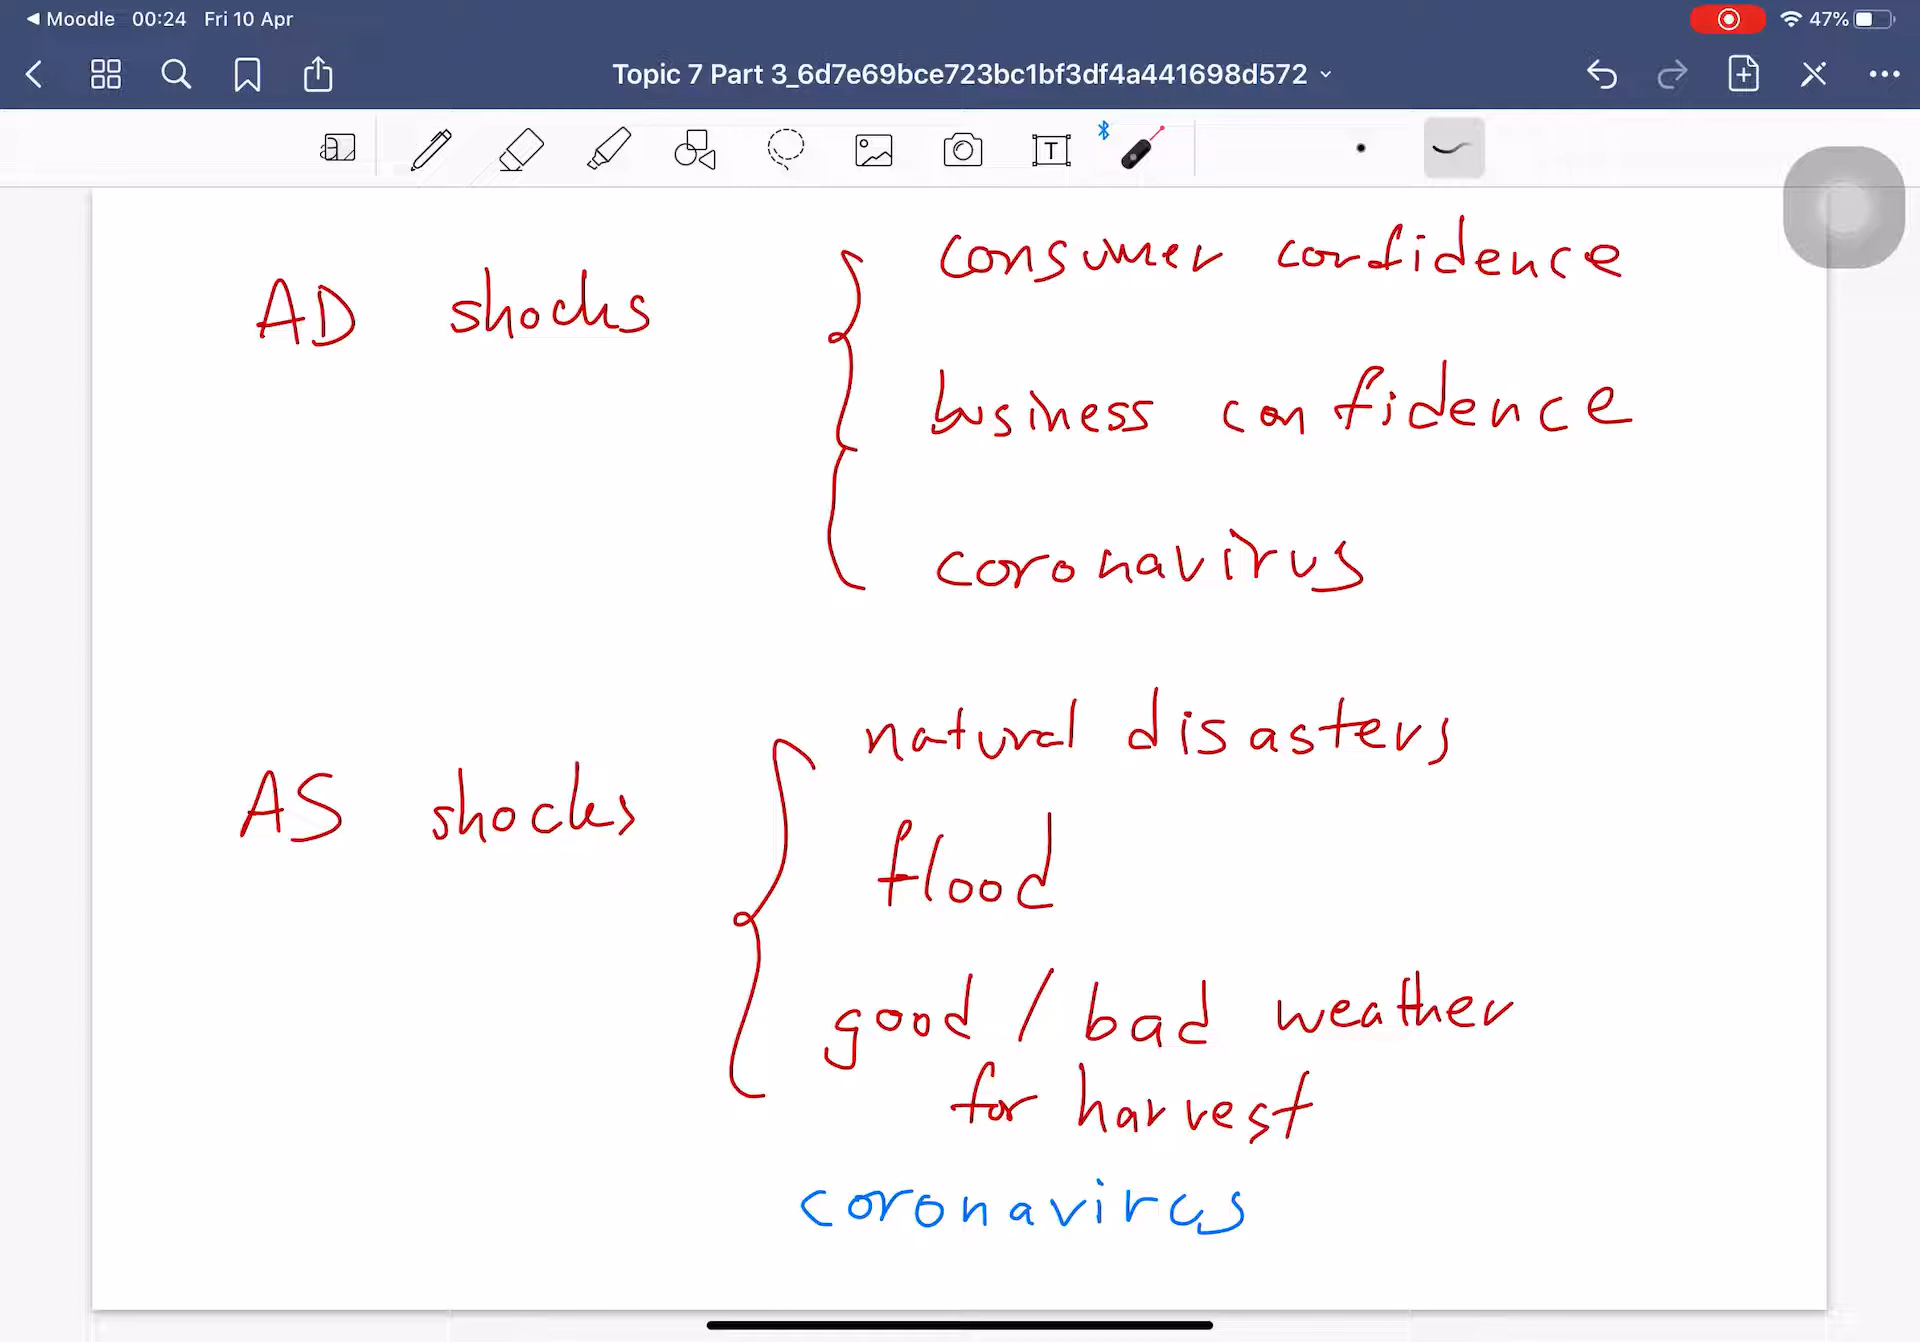 Moodle 00:24 Fri 10 Apr 47%
Topic 7 Part 3_6d7e69bce723bc1bf3df4a441698d572
a T
AD shocks
consumer confidence
business confidence
coronavirus
AS shocks
natural disasters
flood
good / bad weather
for harvest
coronavirus